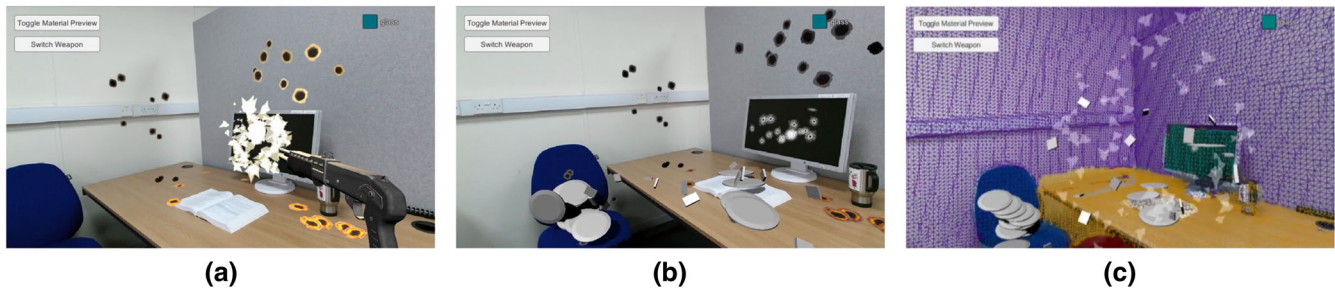 Toggle Material Preview
Switch Weapon
glass
Toggle Material Preview
Switch Weapon
glass
Toggle Material Preview
Switch Weapon
(a)
(b)
(c)